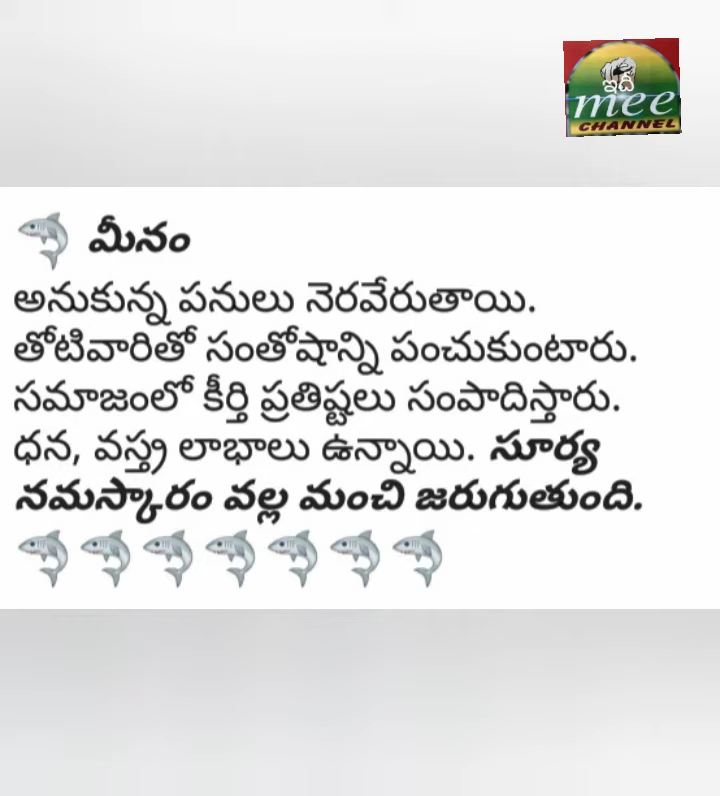 ఇది
mee
CHANNEL
🦈 మీనం
అనుకున్న పనులు నెరవేరుతాయి.
తోటివారితో సంతోషాన్ని పంచుకుంటారు.
సమాజంలో కీర్తి ప్రతిష్టలు సంపాదిస్తారు.
ధన, వస్త్ర లాభాలు ఉన్నాయి. సూర్య
నమస్కారం వల్ల మంచి జరుగుతుంది.
🦈🦈🦈🦈🦈🦈🦈